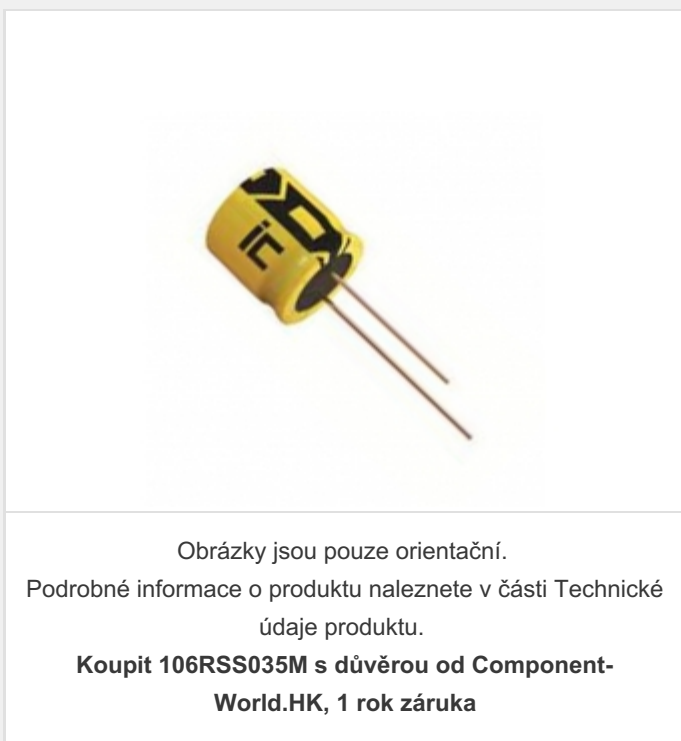 ic
Obrázky jsou pouze orientační.
Podrobné informace o produktu naleznete v části Technické
údaje produktu.
Koupit 106RSS035M s důvěrou od Component-
World.HK, 1 rok záruka